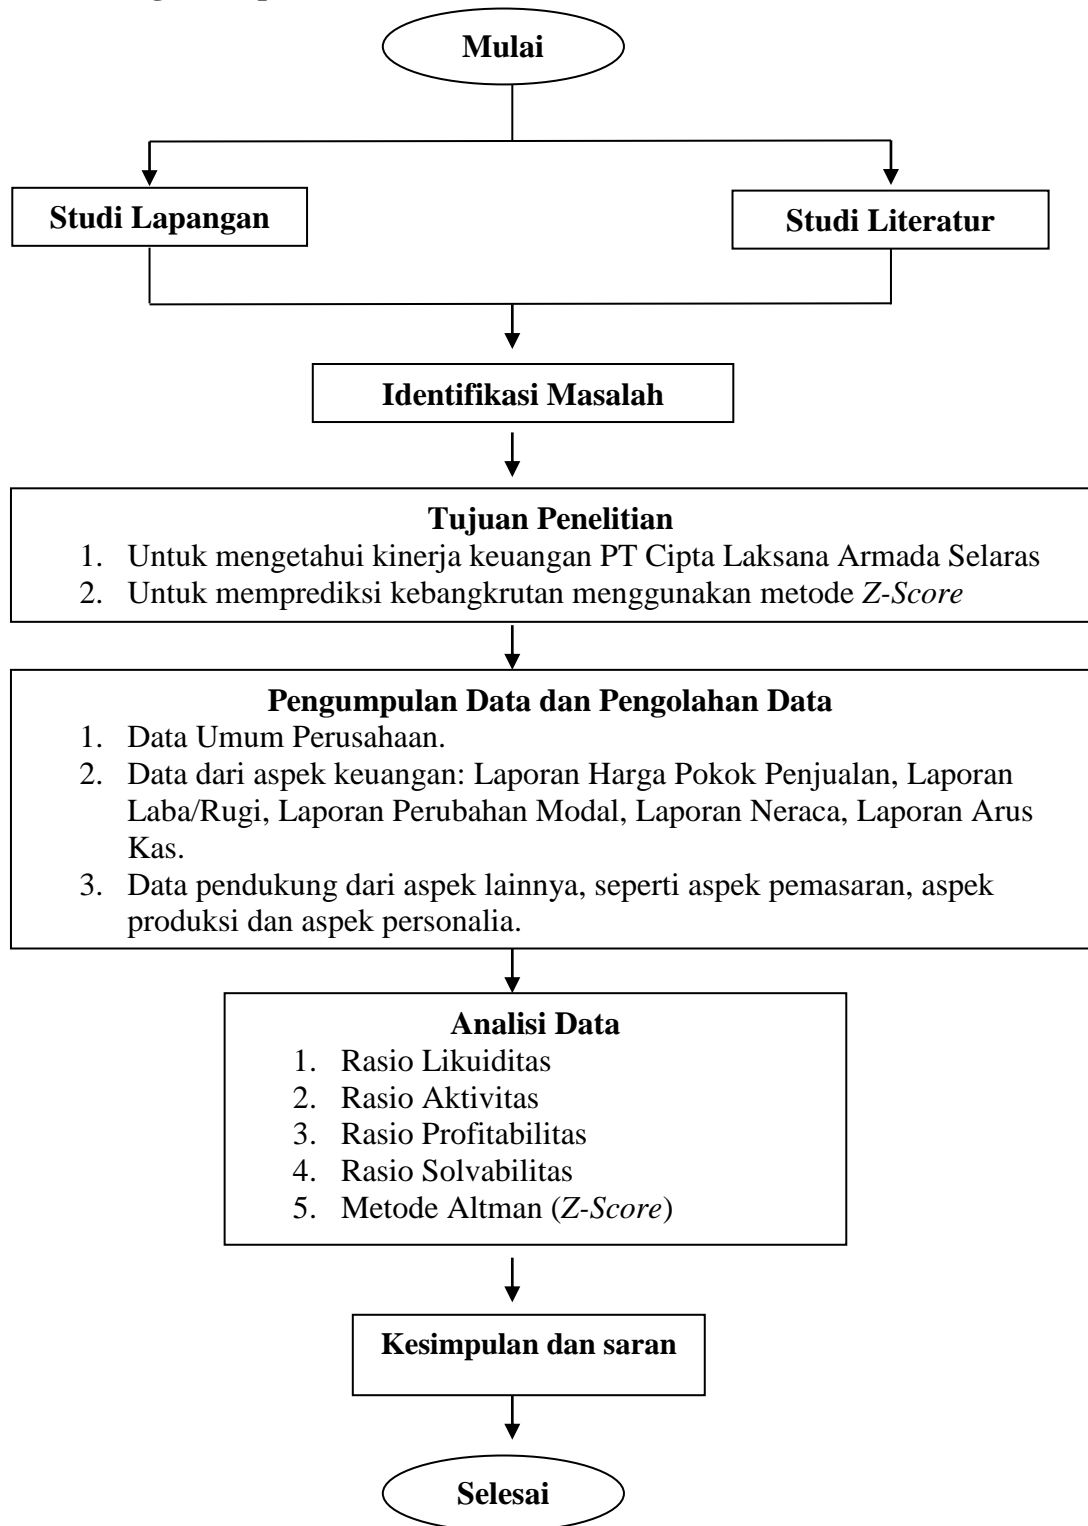 Mulai
Studi Lapangan
Studi Literatur
Identifikasi Masalah
Tujuan Penelitian
1. Untuk mengetahui kinerja keuangan PT Cipta Laksana Armada Selaras
2. Untuk memprediksi kebangkrutan menggunakan metode Z-Score
Pengumpulan Data dan Pengolahan Data
1. Data Umum Perusahaan.
2. Data dari aspek keuangan: Laporan Harga Pokok Penjualan, Laporan
Laba/Rugi, Laporan Perubahan Modal, Laporan Neraca, Laporan Arus
Kas.
3. Data pendukung dari aspek lainnya, seperti aspek pemasaran, aspek
produksi dan aspek personalia.
Analisi Data
1. Rasio Likuiditas
2. Rasio Aktivitas
3. Rasio Profitabilitas
4. Rasio Solvabilitas
5. Metode Altman (Z-Score)
Kesimpulan dan saran
Selesai